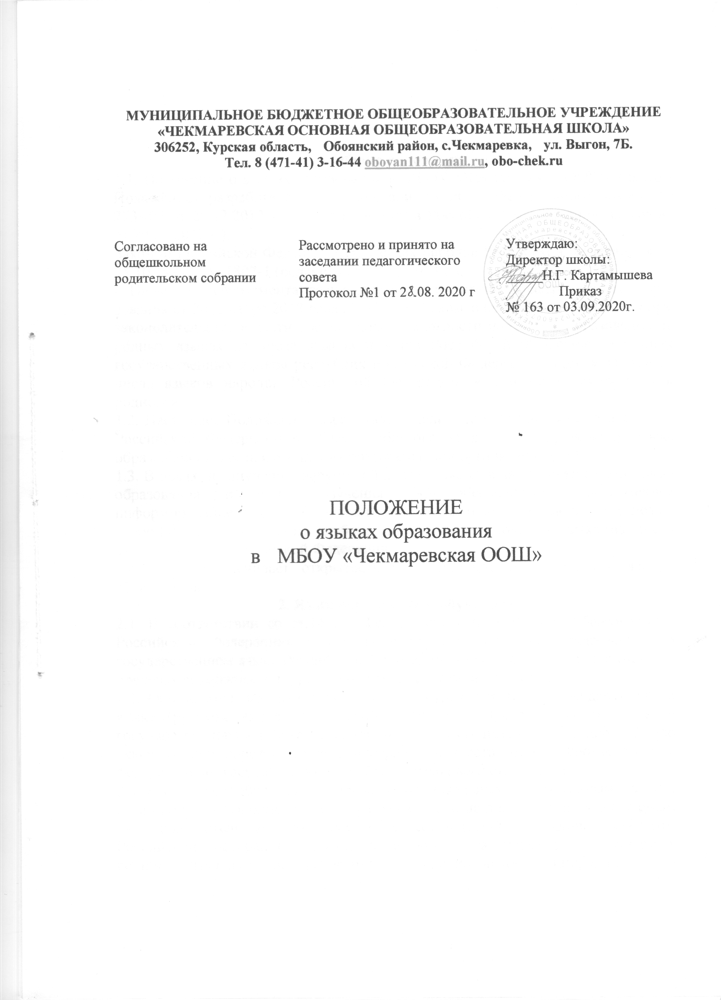 МУНИЦИПАЛЬНОЕ БЮДЖЕТНОЕ ОБЩЕОБРАЗОВАТЕЛЬНОЕ УЧРЕЖДЕНИЕ
«ЧЕКМАРЕВСКАЯ ОСНОВНАЯ ОБЩЕОБРАЗОВАТЕЛЬНАЯ ШКОЛА»
306252, Курская область, Обоянский район, с.Чекмаревка, ул. Выгон, 7Б.
Тел. 8 (471-41) 3-16-44 oboyan111@mail.ru, obo-chek.ru
Согласовано на
общешкольном
родительском собрании
Рассмотрено и принято на
заседании педагогического
совета
Протокол №1 от 28.08. 2020 г
Утверждаю:
Директор школы:
Н.Г. Картамышева
Приказ
№ 163 от 03.09.2020г.
ПОЛОЖЕНИЕ
о языках образования
в МБОУ «Чекмаревская ООШ»